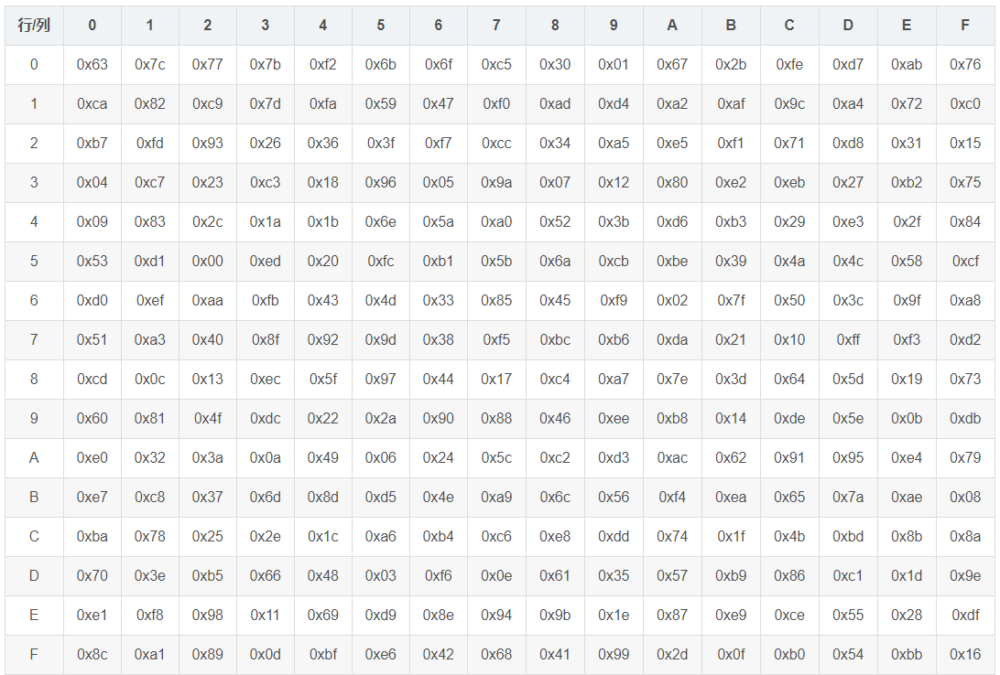 行/列 0 1 2 3 4 5 6 7 8 9 A B C D E F
0 0x63 0x7c 0x77 0x7b 0xf2 0x6b 0x6f 0xc5 0x30 0x01 0x67 0x2b 0xfe 0xd7 0xab 0x76
1 0xca 0x82 0xc9 0x7d 0xfa 0x59 0x47 0xf0 0xad 0xd4 0xa2 0xaf 0x9c 0xa4 0x72 0xc0
2 0xb7 0xfd 0x93 0x26 0x36 0x3f 0xf7 0xcc 0x34 0xa5 0xe5 0xf1 0x71 0xd8 0x31 0x15
3 0x04 0xc7 0x23 0xc3 0x18 0x96 0x05 0x9a 0x07 0x12 0x80 0xe2 0xeb 0x27 0xb2 0x75
4 0x09 0x83 0x2c 0x1a 0x1b 0x6e 0x5a 0xa0 0x52 0x3b 0xd6 0xb3 0x29 0xe3 0x2f 0x84
5 0x53 0xd1 0x00 0xed 0x20 0xfc 0xb1 0x5b 0x6a 0xcb 0xbe 0x39 0x4a 0x4c 0x58 0xcf
6 0xd0 0xef 0xaa 0xfb 0x43 0x4d 0x33 0x85 0x45 0xf9 0x02 0x7f 0x50 0x3c 0x9f 0xa8
7 0x51 0xa3 0x40 0x8f 0x92 0x9d 0x38 0xf5 0xbc 0xb6 0xda 0x21 0x10 0xff 0xf3 0xd2
8 0xcd 0x0c 0x13 0xec 0x5f 0x97 0x44 0x17 0xc4 0xa7 0x7e 0x3d 0x64 0x5d 0x19 0x73
9 0x60 0x81 0x4f 0xdc 0x22 0x2a 0x90 0x88 0x46 0xee 0xb8 0x14 0xde 0x5e 0x0b 0xdb
A 0xe0 0x32 0x3a 0x0a 0x49 0x06 0x24 0x5c 0xc2 0xd3 0xac 0x62 0x91 0x95 0xe4 0x79
B 0xe7 0xc8 0x37 0x6d 0x8d 0xd5 0x4e 0xa9 0x6c 0x56 0xf4 0xea 0x65 0x7a 0xae 0x08
C 0xba 0x78 0x25 0x2e 0x1c 0xa6 0xb4 0xc6 0xe8 0xdd 0x74 0x1f 0x4b 0xbd 0x8b 0x8a
D 0x70 0x3e 0xb5 0x66 0x48 0x03 0xf6 0x0e 0x61 0x35 0x57 0xb9 0x86 0xc1 0x1d 0x9e
E 0xe1 0xf8 0x98 0x11 0x69 0xd9 0x8e 0x94 0x9b 0x1e 0x87 0xe9 0xce 0x55 0x28 0xdf
F 0x8c 0xa1 0x89 0x0d 0xbf 0xe6 0x42 0x68 0x41 0x99 0x2d 0x0f 0xb0 0x54 0xbb 0x16